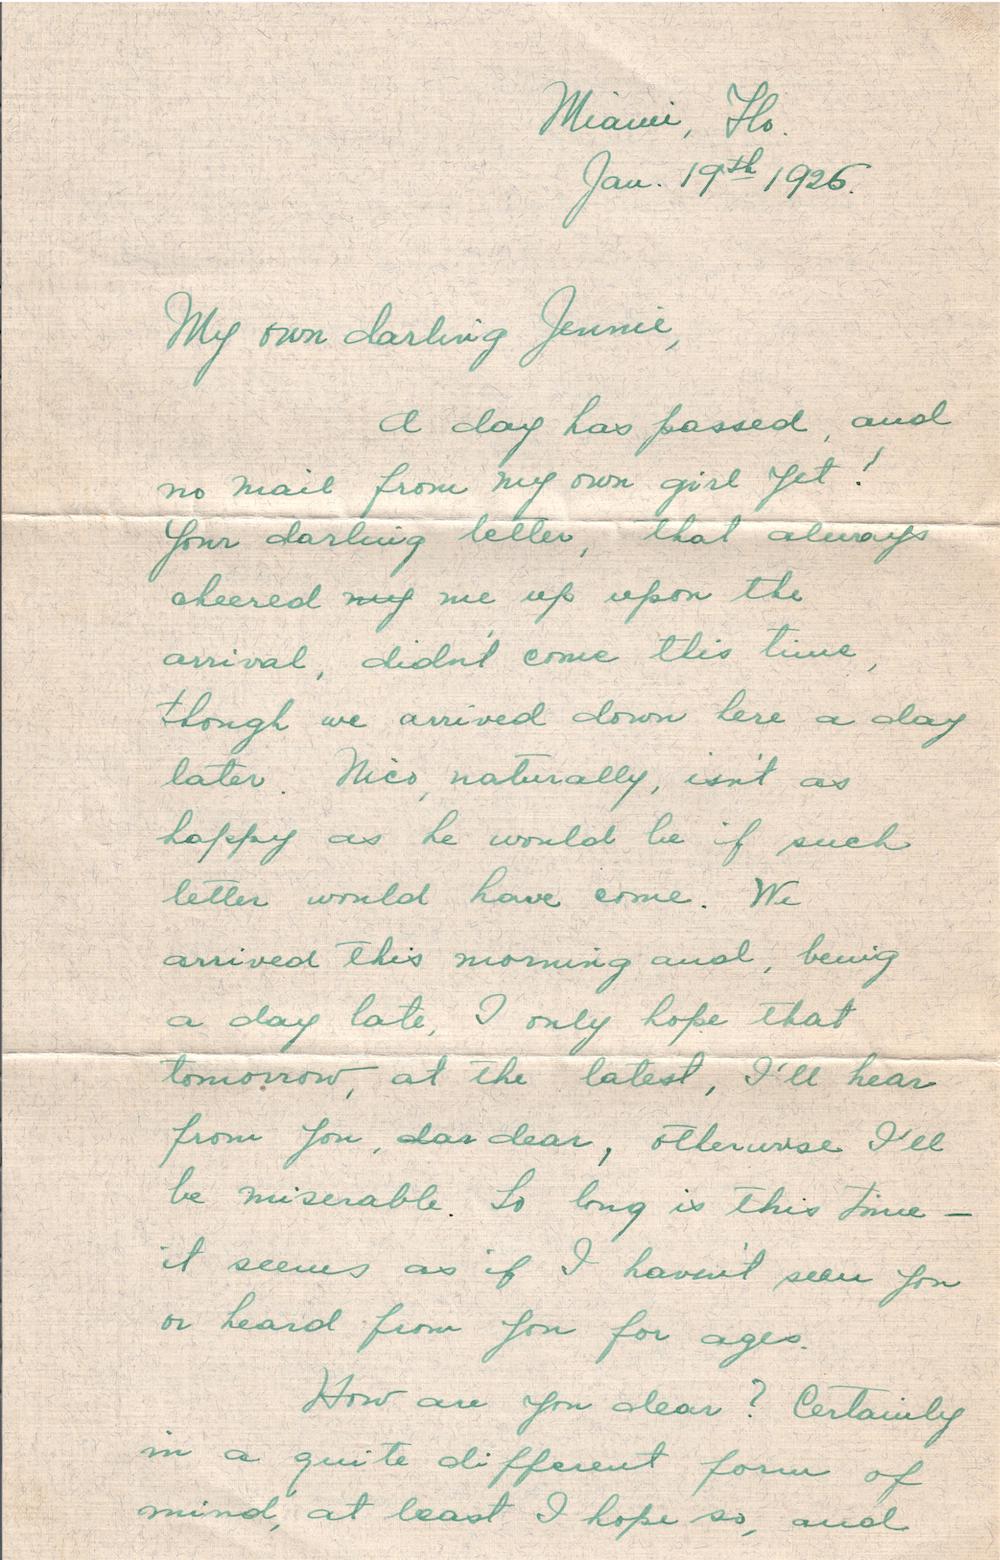 Miami, Flo.
Jan. 19th 1926.
My own darling Jennie,
A day has passed, and
no mail from my own girl yet!
Your darling letter, that always
cheered my me up upon the
arrival, didn't come this time,
though we arrived down here a day
later. Nico, naturally, isn't as
happy as he would be if such
letter would have come. We
arrived this morning and, being
a day late, I only hope that
tomorrow, at the latest, I'll hear
from you, dar dear, otherwise I'll
be miserable. So long is this time —
it seems as if I haven't seen you
or heard from you for ages.
How are you dear? Certainly
in a quite different form of
mind, at least I hope so, and